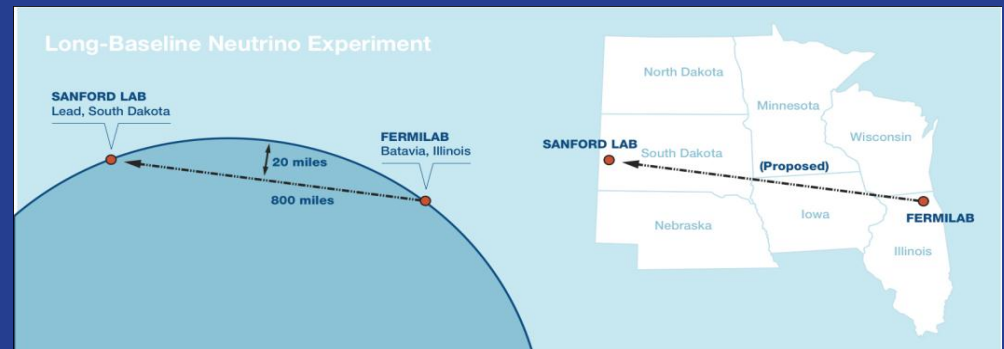 Long-Baseline Neutrino Experiment
SANFORD LAB
Lead, South Dakota
FERMILAB
Batavia, Illinois
20 miles
800 miles
North Dakota
Minnesota
Wisconsin
SANFORD LAB
South Dakota
(Proposed)
Nebraska
Iowa
FERMILAB
Illinois